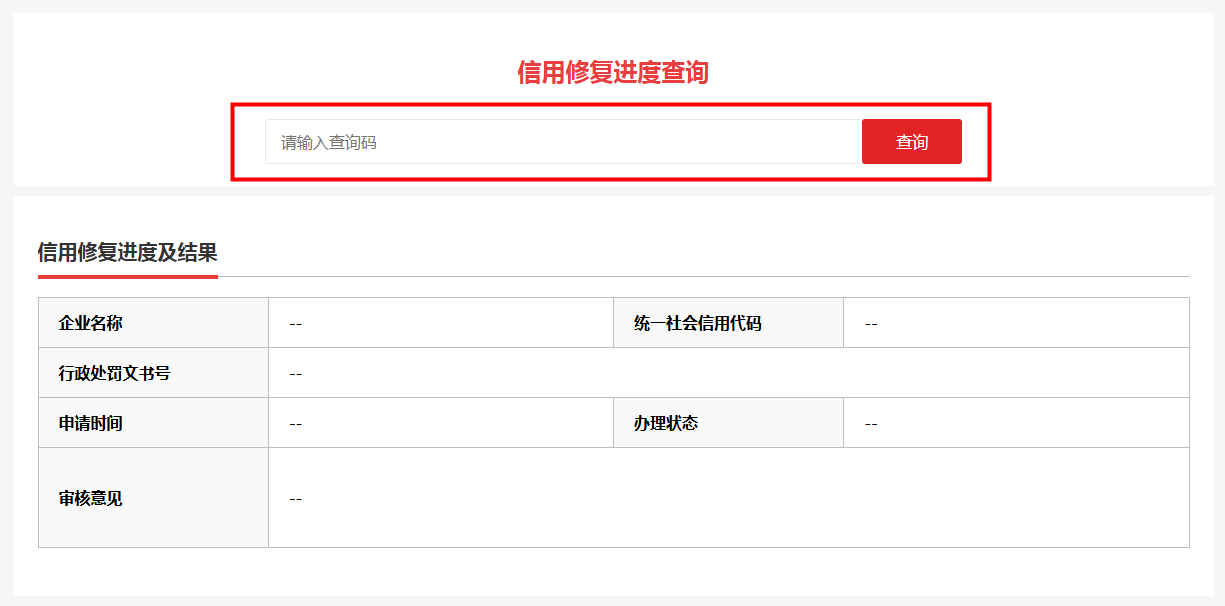 信用修复进度查询
请输入查询码 查询
信用修复进度及结果
企业名称 -- 统一社会信用代码 --
行政处罚文书号 --
申请时间 -- 办理状态 --
审核意见 --